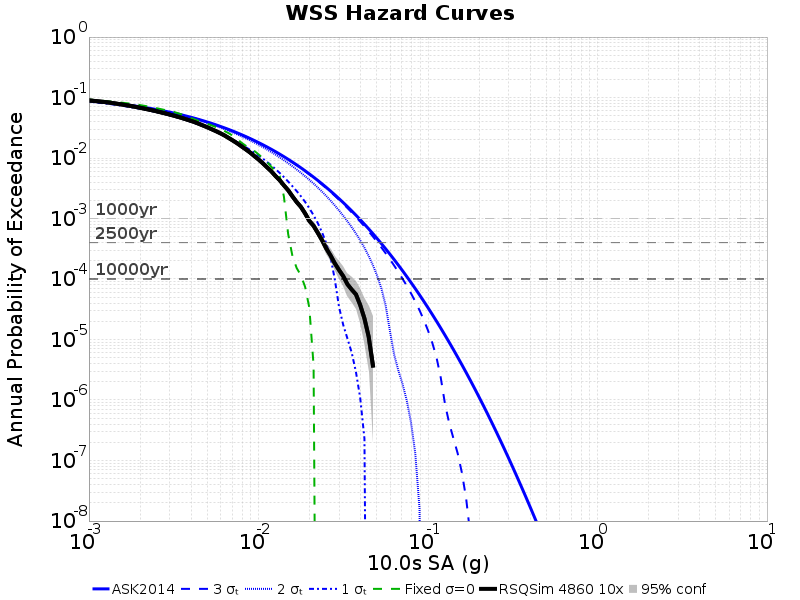 WSS Hazard Curves
Annual Probability of Exceedance
10^0
10^-1
10^-2
10^-3
10^-4
10^-5
10^-6
10^-7
10^-8
1000yr
2500yr
10000yr
10^-3
10^-2
10^-1
10^0
10^1
10.0s SA (g)
ASK2014 3 σₜ 2 σₜ 1 σₜ Fixed σ=0 RSQSim 4860 10x 95% conf